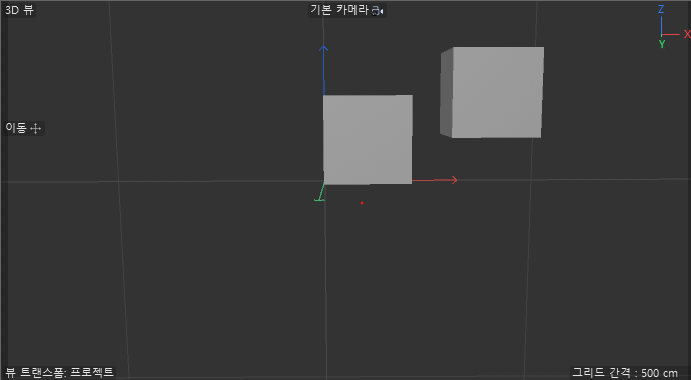 3D 뷰
기본 카메라
Z
X
Y
이동
뷰 트랜스폼: 프로젝트
그리드 간격 : 500 cm